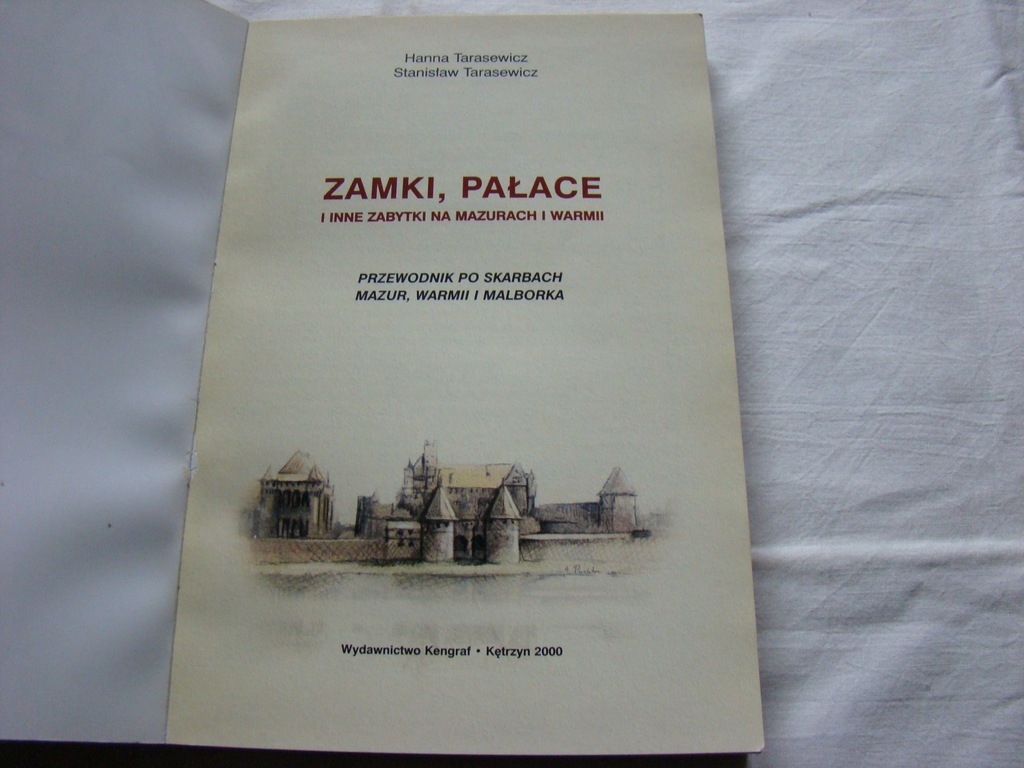 Hanna Tarasewicz
Stanisław Tarasewicz
ZAMKI, PAŁACE
I INNE ZABYTKI NA MAZURACH I WARMII
PRZEWODNIK PO SKARBACH
MAZUR, WARMII I MALBORKA
Wydawnictwo Kengraf • Kętrzyn 2000